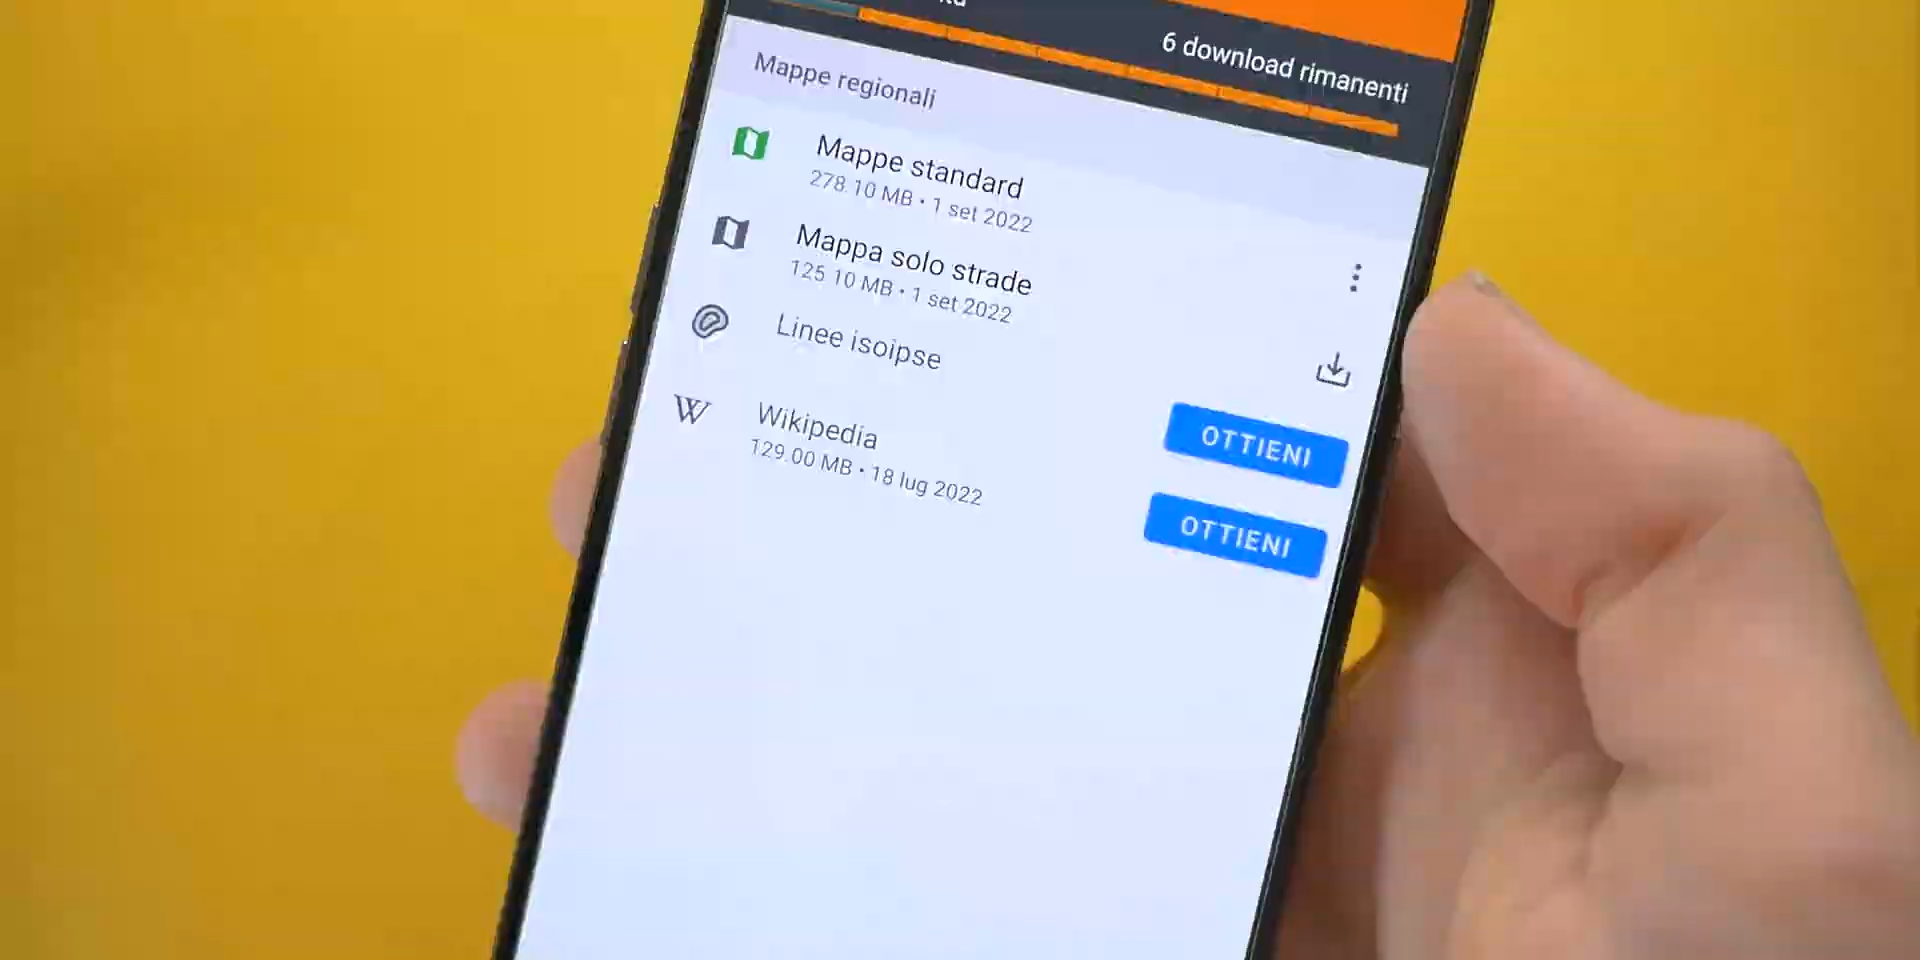 6 download rimanenti
Mappe regionali
Mappe standard
278.10 MB • 1 set 2022
Mappa solo strade
125.10 MB • 1 set 2022
Linee isoipse
OTTIENI
W Wikipedia
129.00 MB • 18 lug 2022
OTTIENI